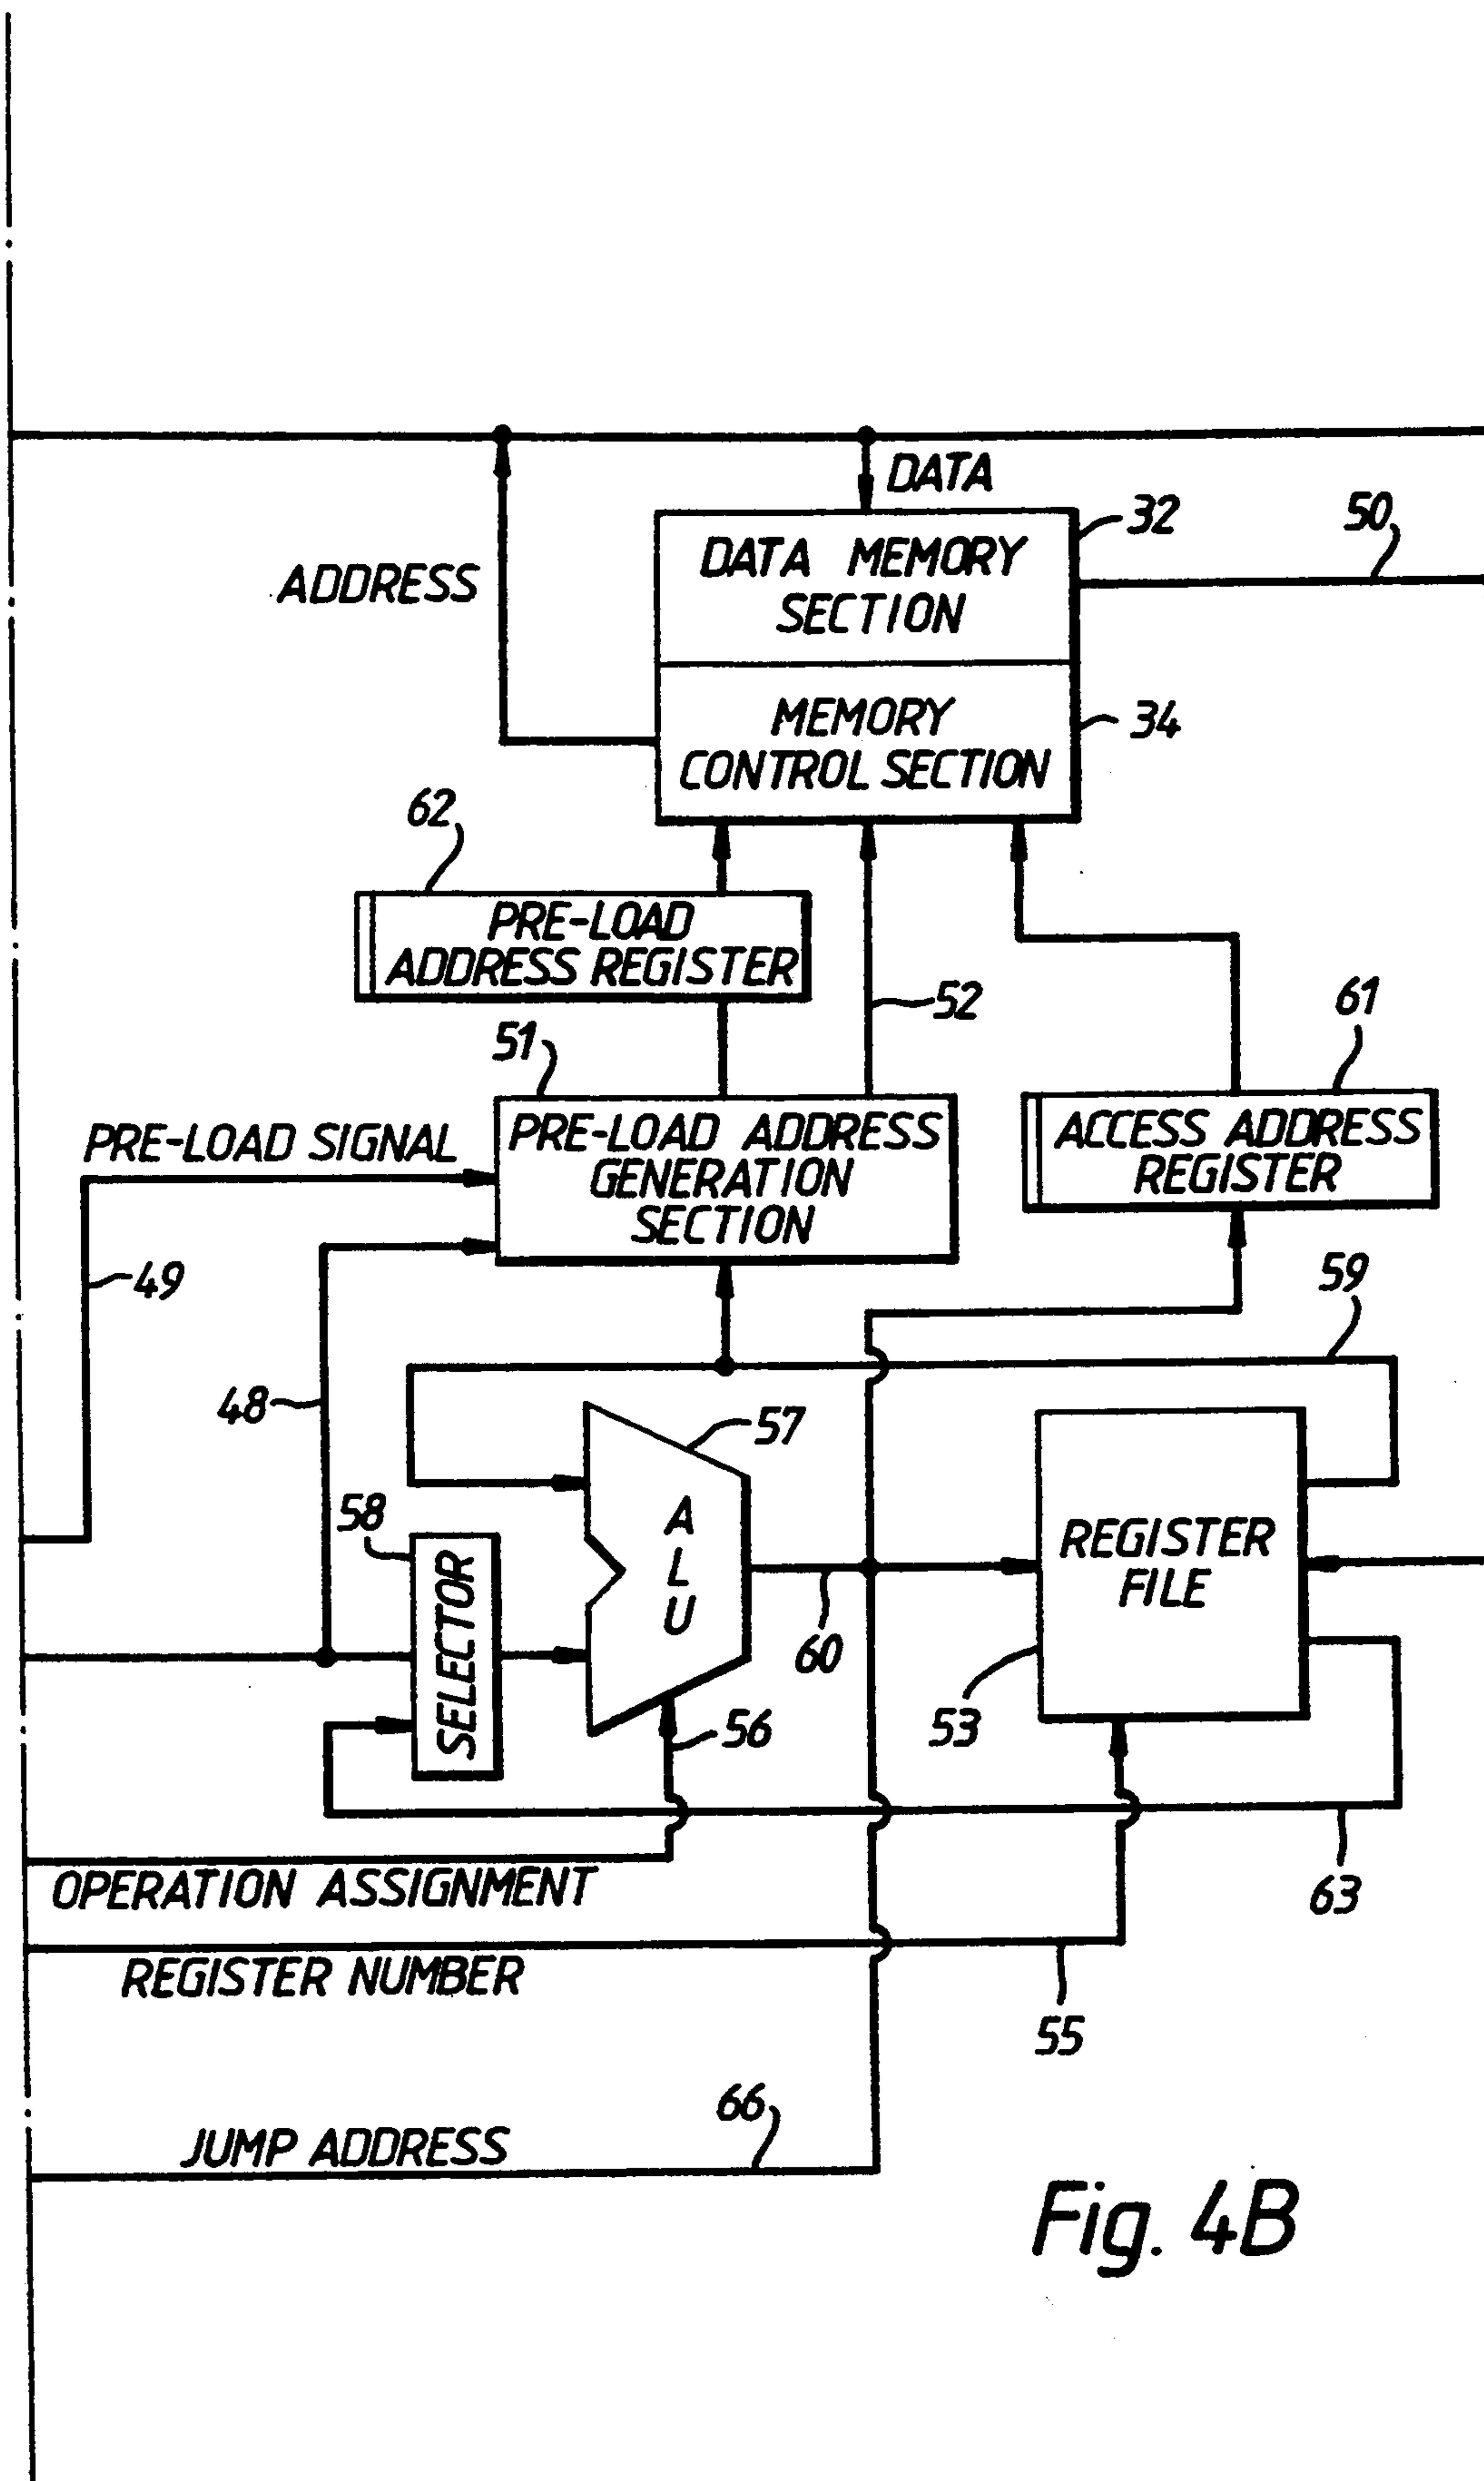 DATA
32
50
DATA MEMORY
SECTION
ADDRESS
MEMORY
CONTROL SECTION
34
62
PRE-LOAD
ADDRESS REGISTER
52
61
51
PRE-LOAD SIGNAL
PRE-LOAD ADDRESS
GENERATION
SECTION
ACCESS ADDRESS
REGISTER
49
59
48
57
58
SELECTOR
A
L
U
REGISTER
FILE
60
53
56
OPERATION ASSIGNMENT
63
REGISTER NUMBER
55
66
JUMP ADDRESS
Fig. 4B